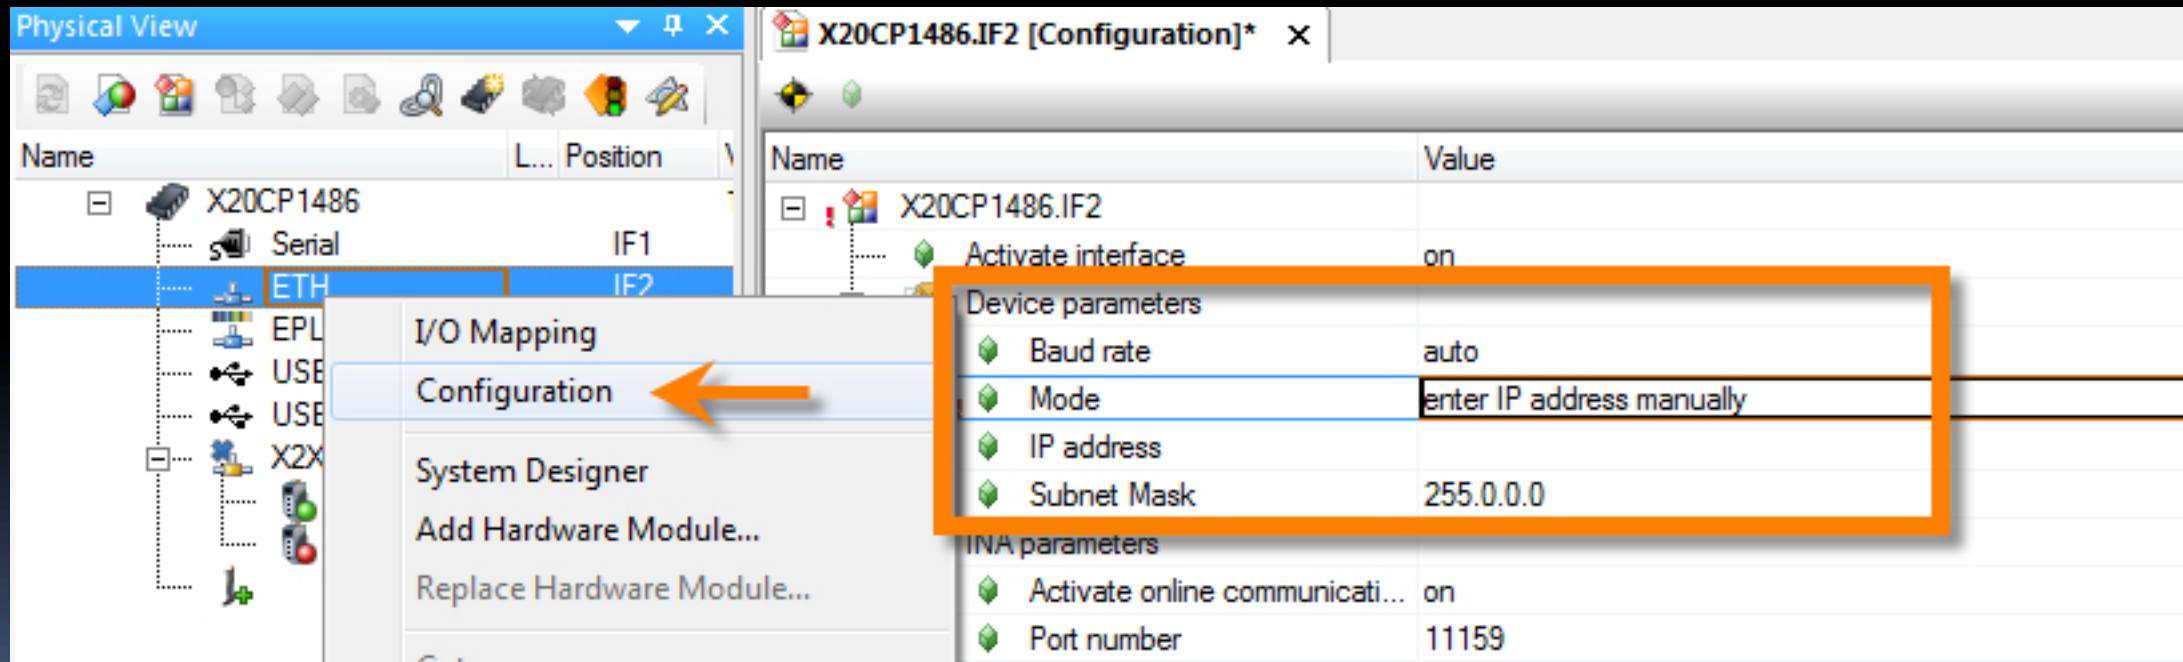 Physical View
X20CP1486.IF2 [Configuration]*
Name L... Position
X20CP1486
Serial IF1
ETH IF2
EPL
USB
USB
X2X
I/O Mapping
Configuration
System Designer
Add Hardware Module...
Replace Hardware Module...
Name Value
X20CP1486.IF2
Activate interface on
Device parameters
Baud rate auto
Mode enter IP address manually
IP address
Subnet Mask 255.0.0.0
INA parameters
Activate online communicati... on
Port number 11159